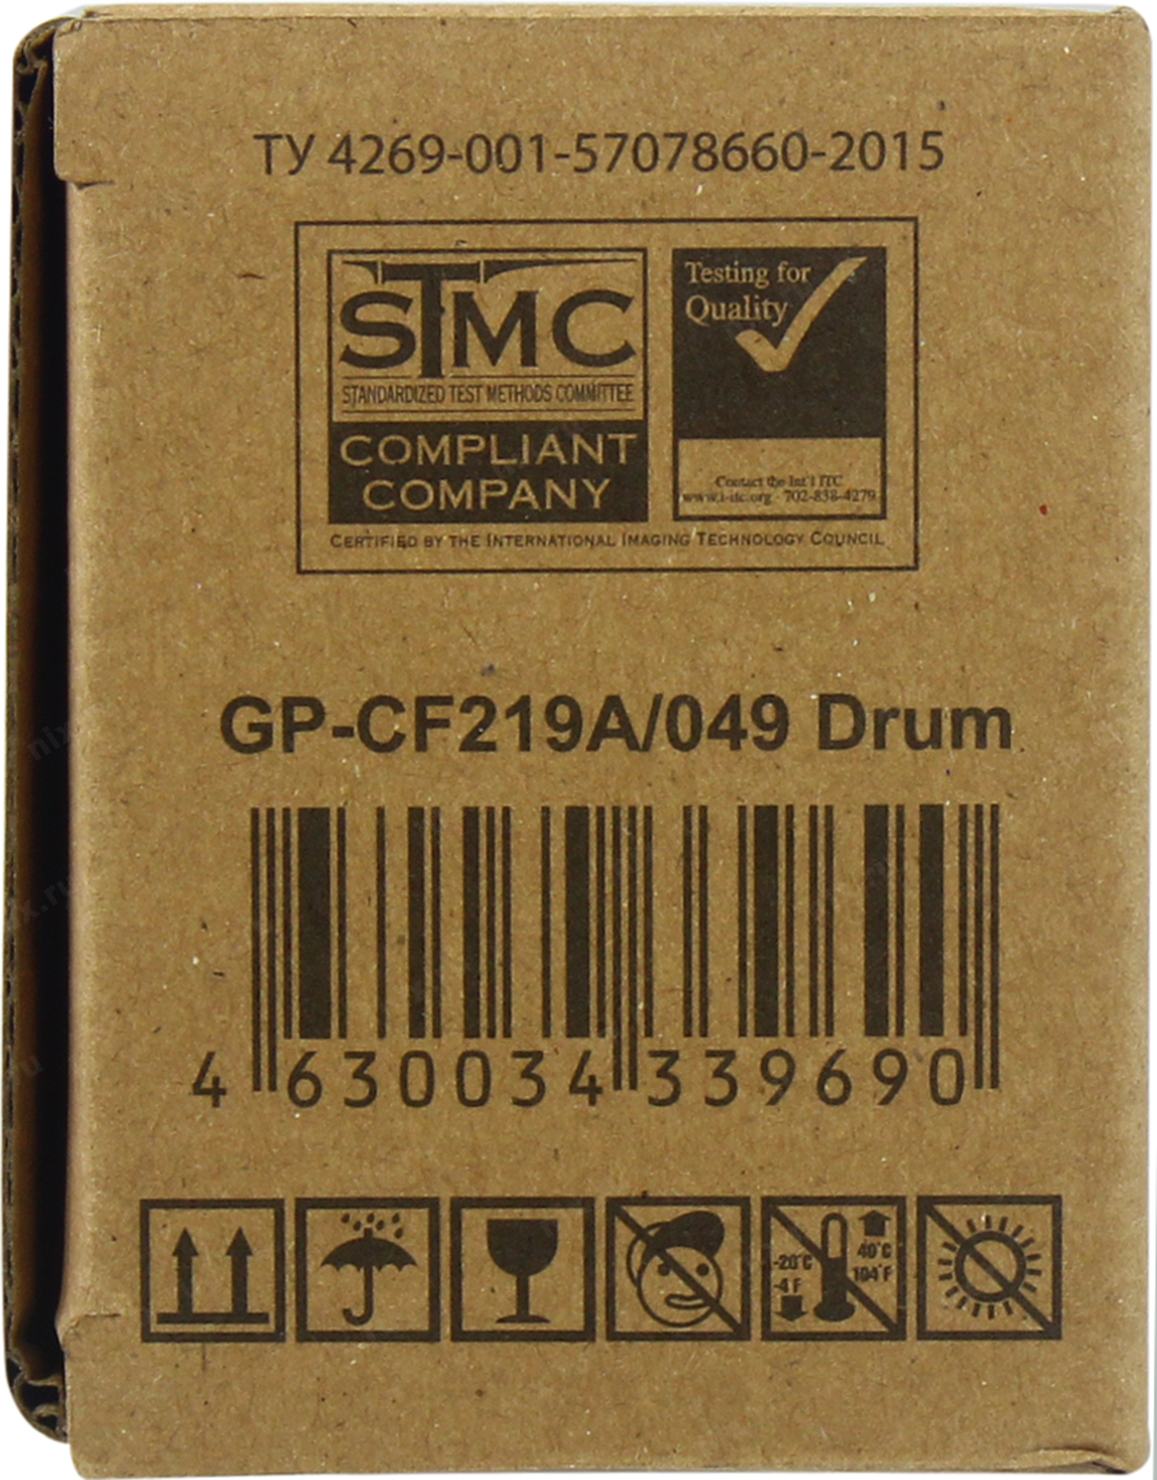 ТУ 4269-001-57078660-2015
STMC
STANDARDIZED TEST METHODS COMMITTEE
COMPLIANT
COMPANY
Testing for
Quality
Contact the Int'l ITC
www.i-itc.org 702-838-4279
CERTIFIED BY THE INTERNATIONAL IMAGING TECHNOLOGY COUNCIL
GP-CF219A/049 Drum
4 630034 339690
-20°C
-4°F
40°C
104°F